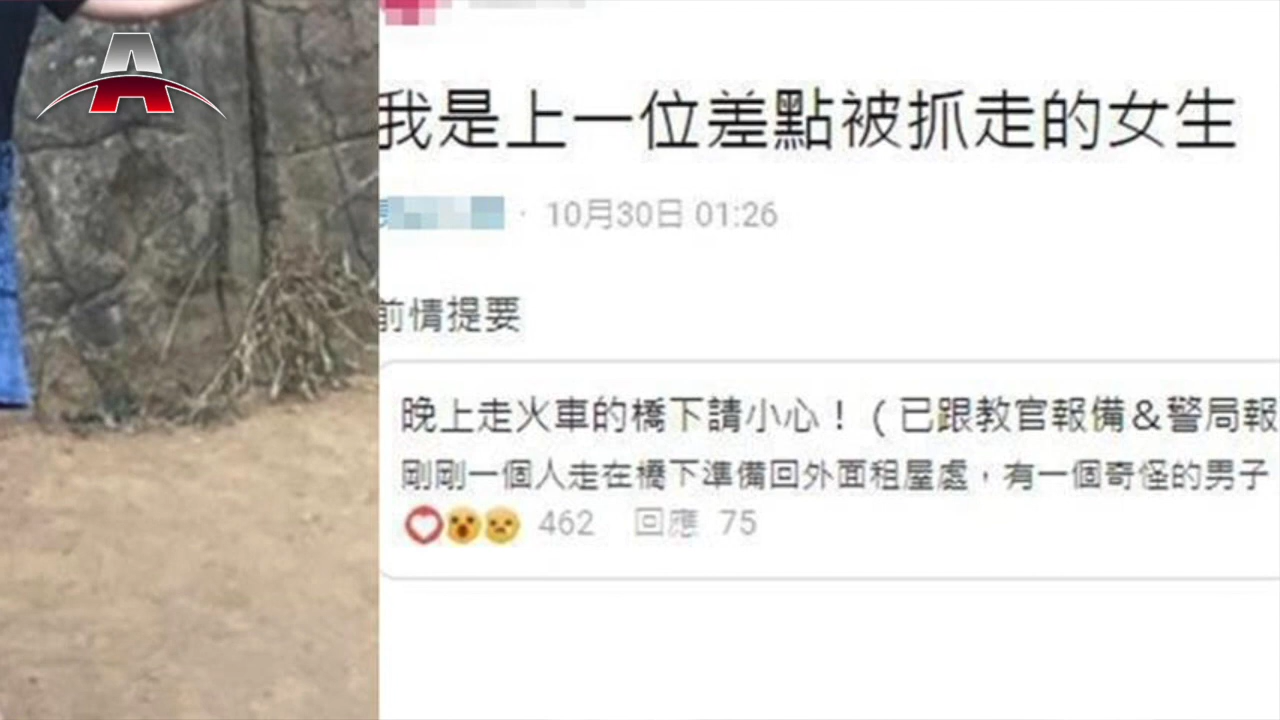 我是上一位差點被抓走的女生
· 10月30日 01:26
前情提要
晚上走火車的橋下請小心！（已跟教官報備＆警局報
剛剛一個人走在橋下準備回外面租屋處，有一個奇怪的男子
462 回應 75